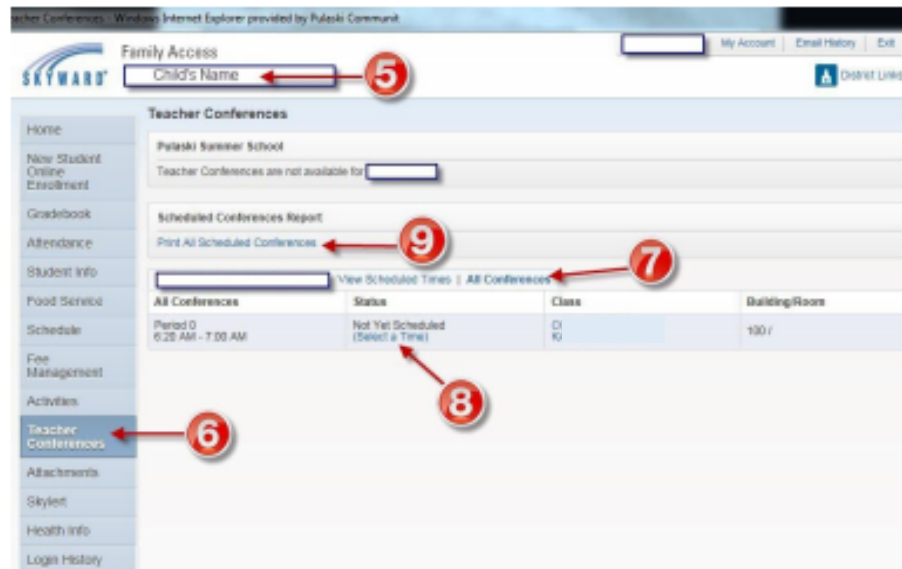 acher Conferences - Windows Internet Explorer provided by Pulaski Communit
Family Access
My Account | Email History | Exit
SKYWARD
Child's Name
5
District Links
Teacher Conferences
Home
Pulaski Summer School
New Student
Online
Enrollment
Teacher Conferences are not available for
Gradebook
Scheduled Conferences Report
Attendance
Print All Scheduled Conferences
9
7
Student Info
View Scheduled Times | All Conferences
Food Service
All Conferences Status Class Building/Room
Schedule
Period 0 Not Yet Scheduled
6:20 AM - 7:00 AM (Select a Time) 100 /
Fee
Management
8
Activities
Teacher
Conferences
6
Attachments
Skylert
Health Info
Login History